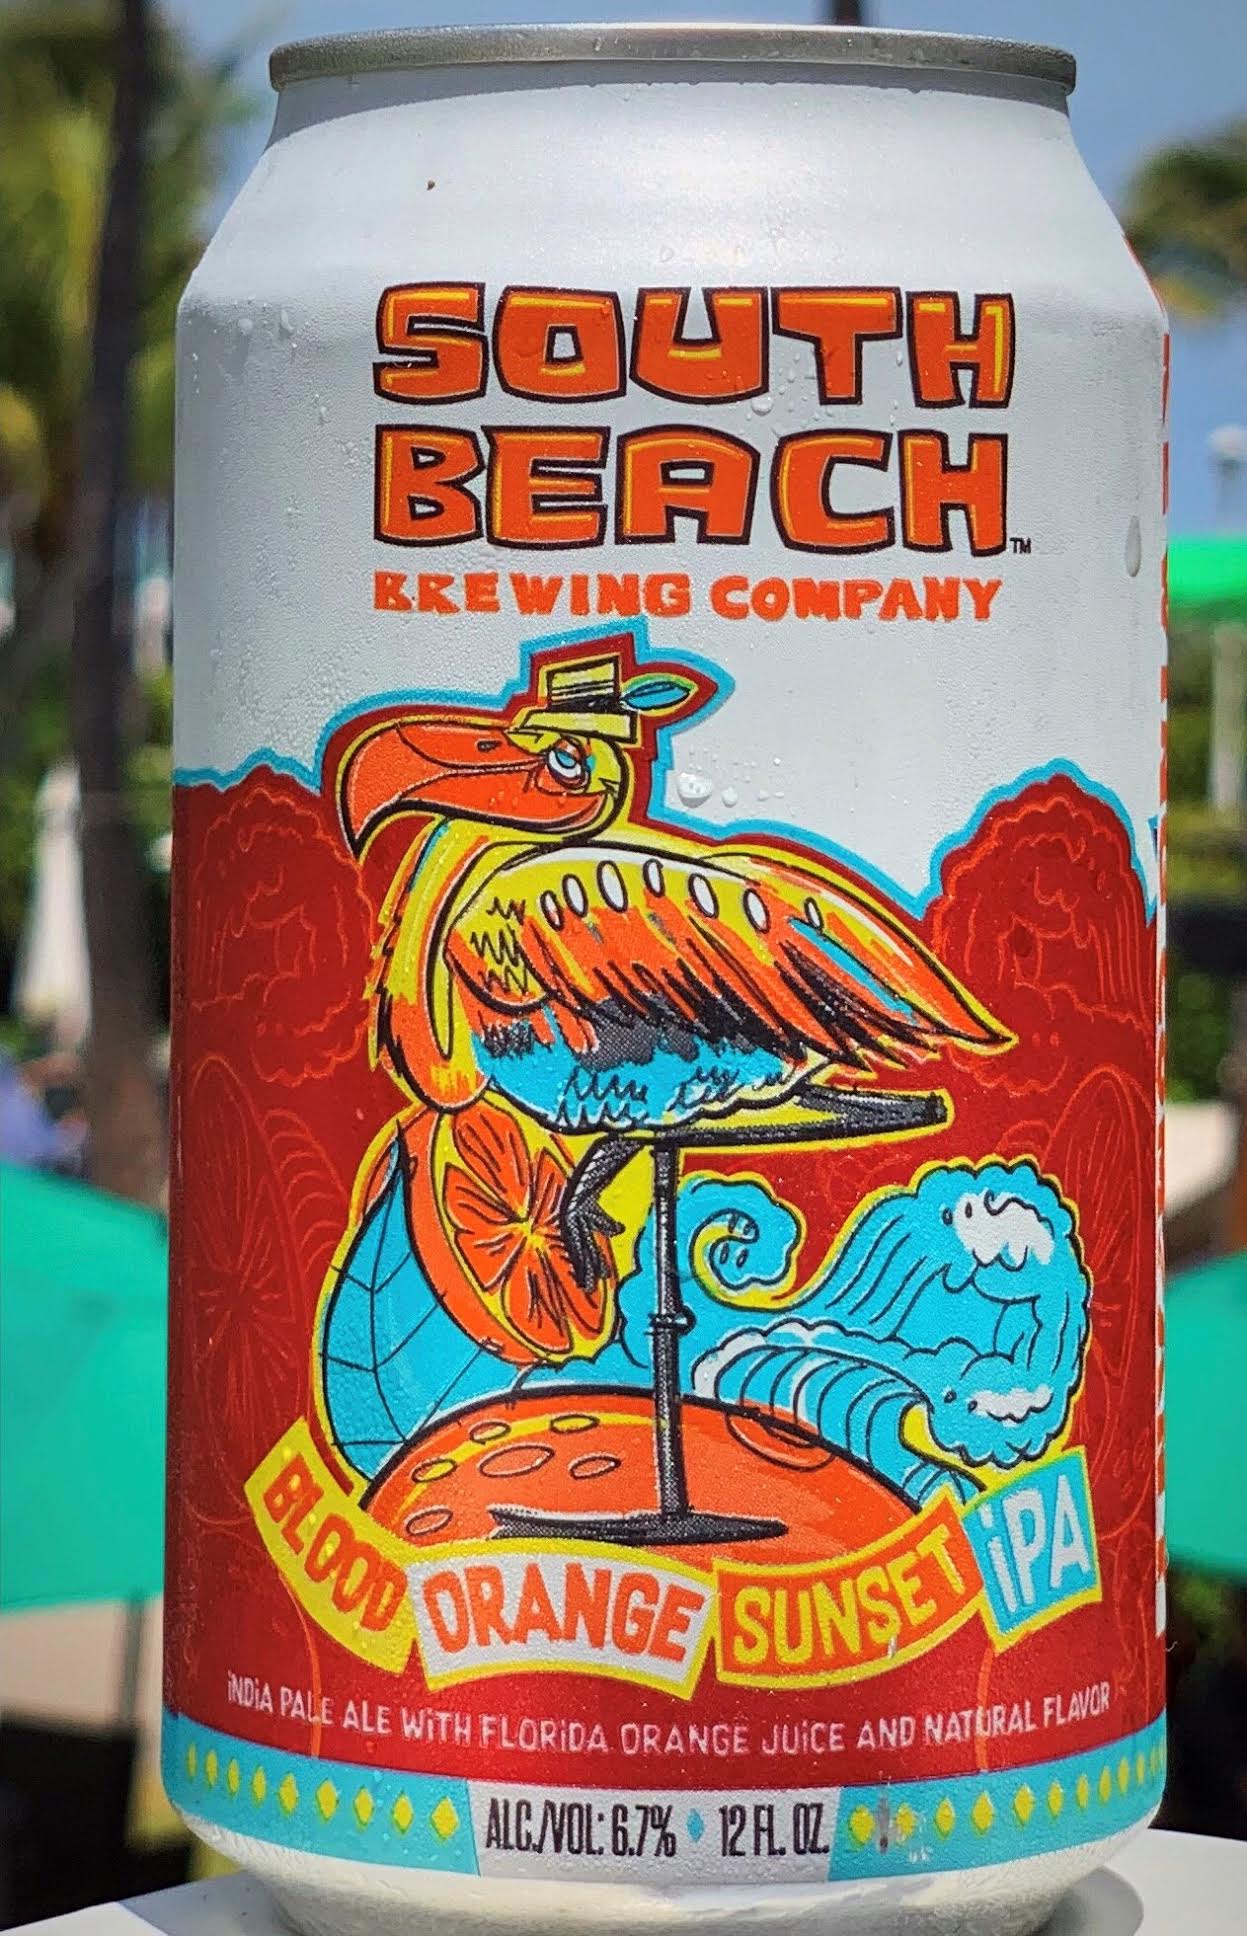 SOUTH
BEACH™
BREWING COMPANY
BLOOD ORANGE SUNSET iPA
iNDiA PALE ALE WiTH FLORiDA ORANGE JUiCE AND NATURAL FLAVOR
ALC./VOL: 6.7% 12 FL. OZ.